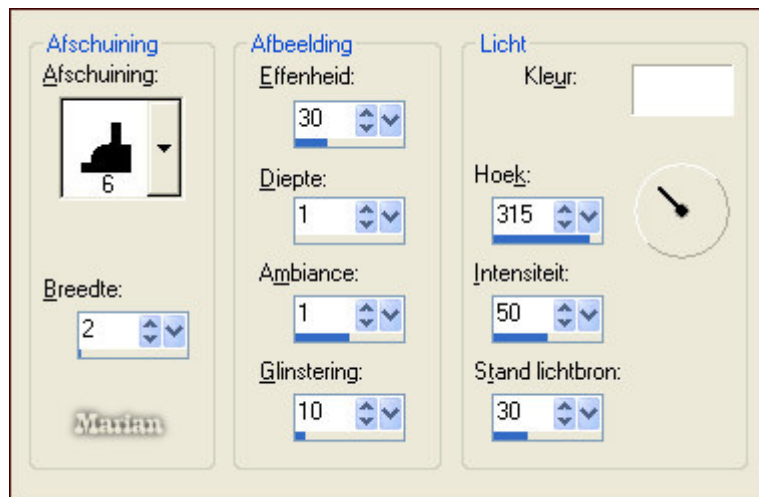 Afschuining
Afschuining:
6
Breedte:
2
Marian
Afbeelding
Effenheid:
30
Diepte:
1
Ambiance:
1
Glinstering:
10
Licht
Kleur:
Hoek:
315
Intensiteit:
50
Stand lichtbron:
30